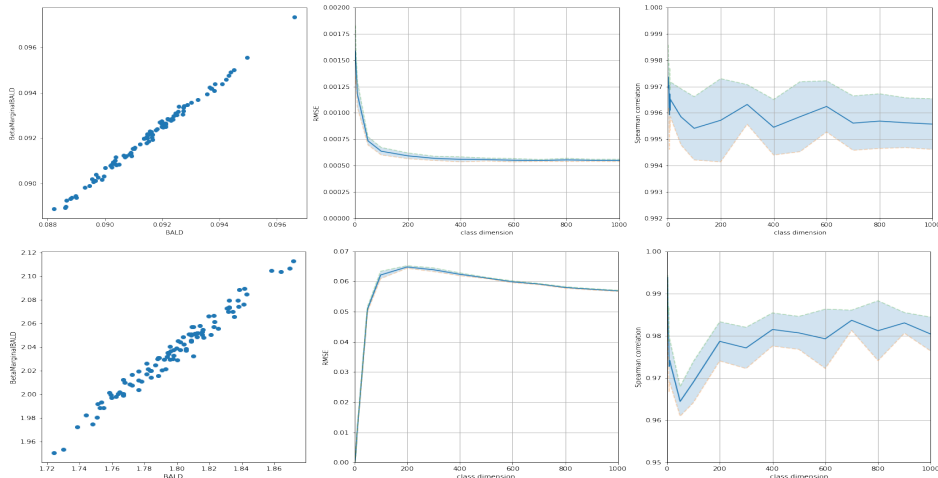 0.096
0.094
0.092
0.090
BetaMarginalBALD
0.088 0.090 0.092 0.094 0.096
BALD
0.00200
0.00175
0.00150
0.00125
0.00100
0.00075
0.00050
0.00025
0.00000
RMSE
0 200 400 600 800 1000
class dimension
1.000
0.999
0.998
0.997
0.996
0.995
0.994
0.993
0.992
Spearman correlation
0 200 400 600 800 1000
class dimension
2.12
2.10
2.08
2.06
2.04
2.02
2.00
1.98
1.96
BetaMarginalBALD
1.72 1.74 1.76 1.78 1.80 1.82 1.84 1.86
BALD
0.07
0.06
0.05
0.04
0.03
0.02
0.01
0.00
RMSE
0 200 400 600 800 1000
class dimension
1.00
0.99
0.98
0.97
0.96
0.95
Spearman correlation
0 200 400 600 800 1000
class dimension